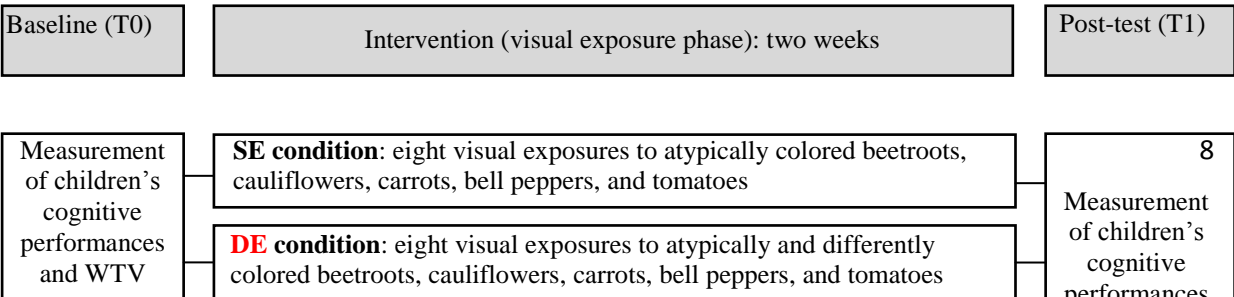 Baseline (T0)
Intervention (visual exposure phase): two weeks
Post-test (T1)
Measurement
of children’s
cognitive
performances
and WTV
SE condition: eight visual exposures to atypically colored beetroots,
cauliflowers, carrots, bell peppers, and tomatoes
DE condition: eight visual exposures to atypically and differently
colored beetroots, cauliflowers, carrots, bell peppers, and tomatoes
8
Measurement
of children’s
cognitive
performances